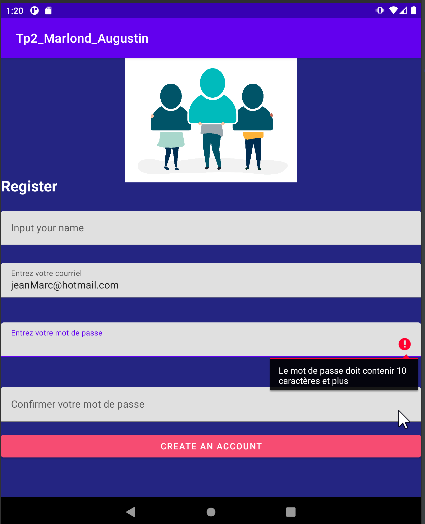 1:20
Tp2_Marlond_Augustin
Register
Input your name
Entrez votre courriel
jeanMarc@hotmail.com
Entrez votre mot de passe
Le mot de passe doit contenir 10
caractères et plus
Confirmer votre mot de passe
CREATE AN ACCOUNT